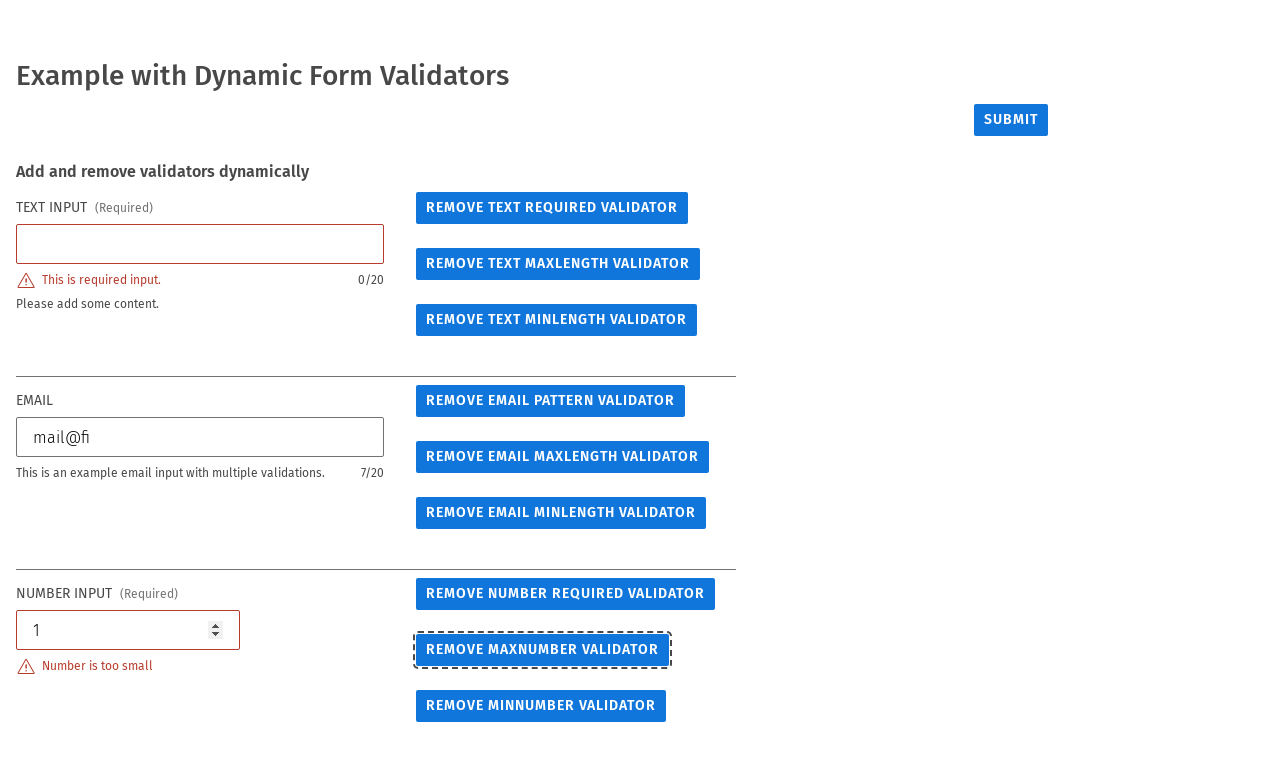 Example with Dynamic Form Validators
SUBMIT
Add and remove validators dynamically
TEXT INPUT (Required)
REMOVE TEXT REQUIRED VALIDATOR
REMOVE TEXT MAXLENGTH VALIDATOR
This is required input. 0/20
Please add some content.
REMOVE TEXT MINLENGTH VALIDATOR
EMAIL
REMOVE EMAIL PATTERN VALIDATOR
mail@fi
REMOVE EMAIL MAXLENGTH VALIDATOR
This is an example email input with multiple validations. 7/20
REMOVE EMAIL MINLENGTH VALIDATOR
NUMBER INPUT (Required)
REMOVE NUMBER REQUIRED VALIDATOR
1
REMOVE MAXNUMBER VALIDATOR
Number is too small
REMOVE MINNUMBER VALIDATOR